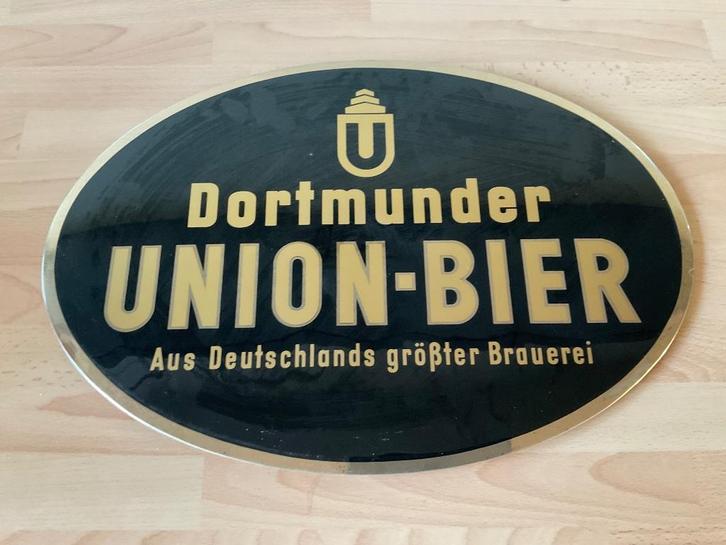 U
Dortmunder
UNION-BIER
Aus Deutschlands größter Brauerei